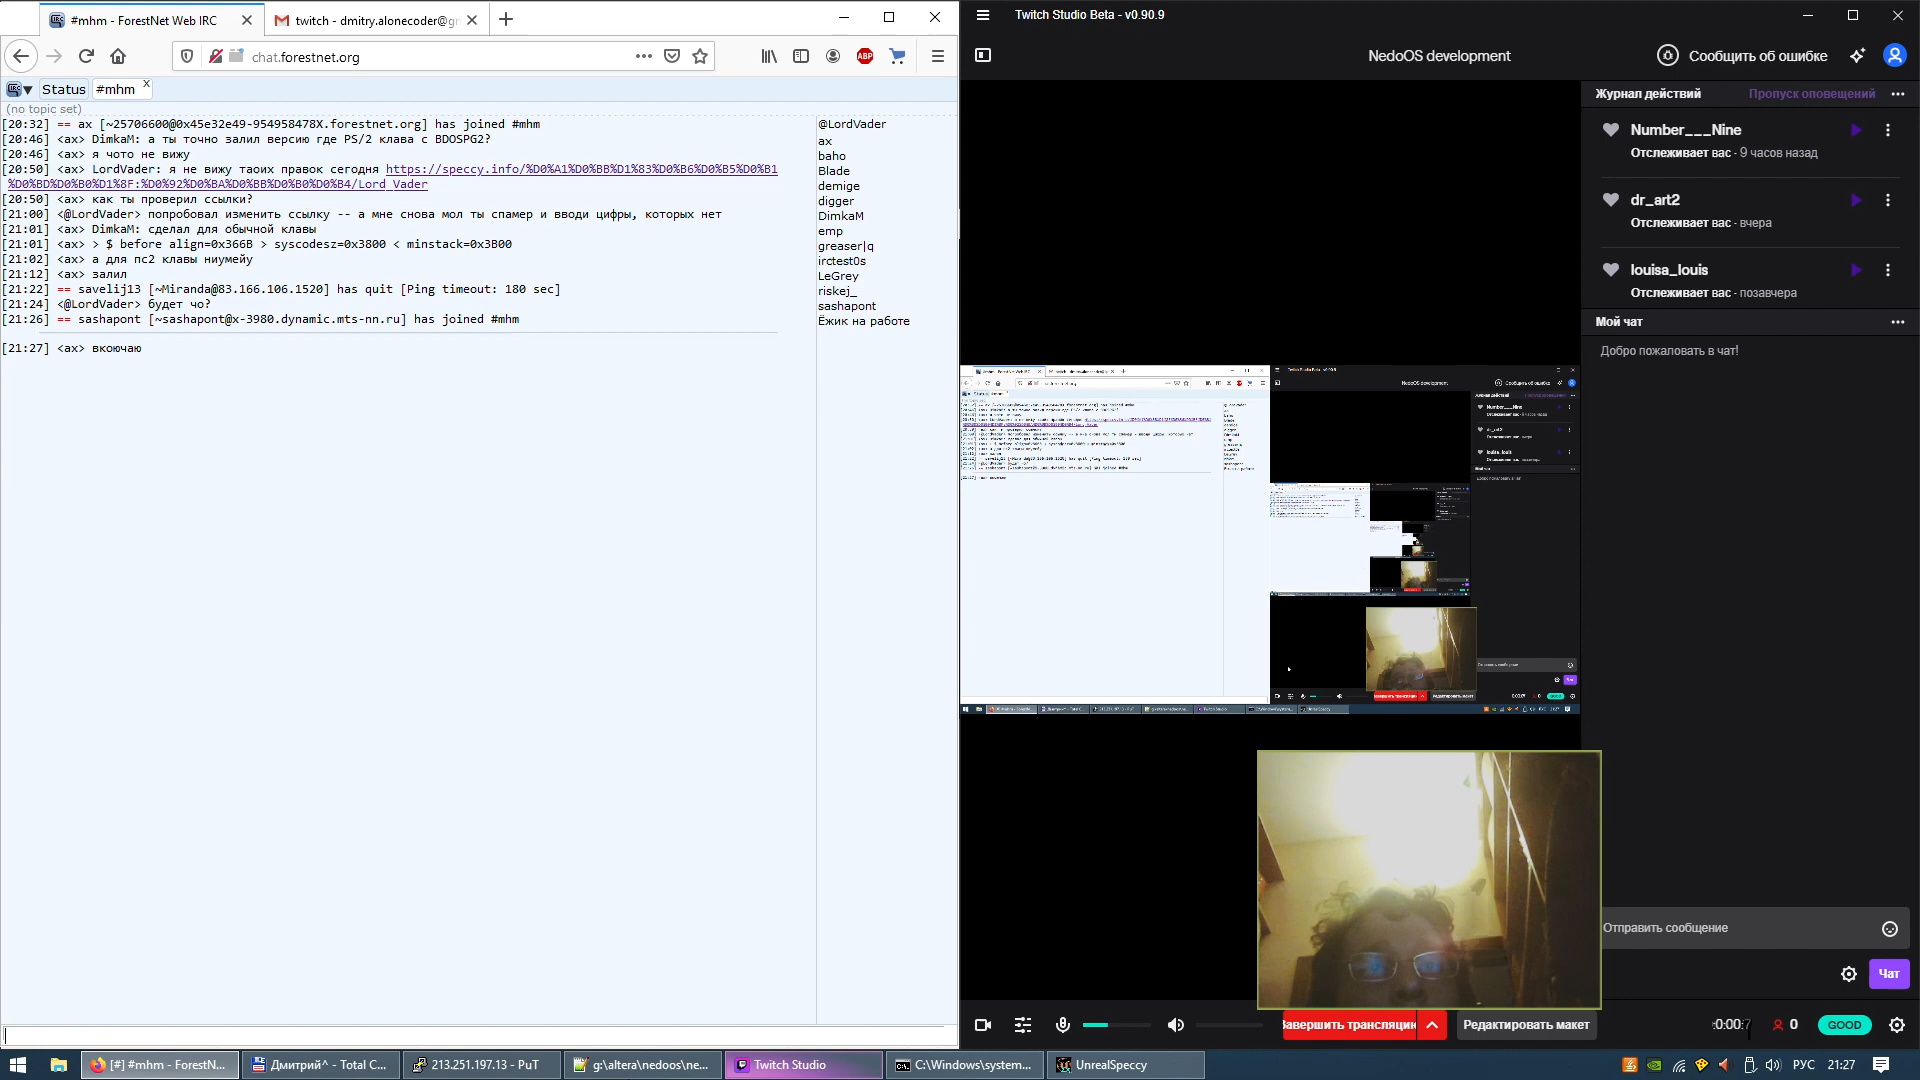 #mhm - ForestNet Web IRC
twitch - dmitry.alonecoder@gm
chat.forestnet.org
ABP
IRC
Status
#mhm
X
(no topic set)
[20:32] == ax [~25706600@0x45e32e49-954958478X.forestnet.org] has joined #mhm
[20:46] <ax> DimkaM: а ты точно залил версию где PS/2 клава с BDOSPG2?
[20:46] <ax> я чото не вижу
[20:50] <ax> LordVader: я не вижу таоих правок сегодня https://speccy.info/%D0%A1%D0%BB%D1%83%D0%B6%D0%B5%D0%B1
%D0%BD%D0%B0%D1%8F:%D0%92%D0%BA%D0%BB%D0%B0%D0%B4/Lord_Vader
[20:50] <ax> как ты проверил ссылки?
[21:00] <@LordVader> попробовал изменить ссылку -- а мне снова мол ты спамер и вводи цифры, которых нет
[21:01] <ax> DimkaM: сделал для обычной клавы
[21:01] <ax> > $ before align=0x366B > syscodesz=0x3800 < minstack=0x3B00
[21:02] <ax> а для пс2 клавы ниумейу
[21:12] <ax> залил
[21:22] == savelij13 [~Miranda@83.166.106.1520] has quit [Ping timeout: 180 sec]
[21:24] <@LordVader> будет чо?
[21:26] == sashapont [~sashapont@x-3980.dynamic.mts-nn.ru] has joined #mhm
[21:27] <ax> вкоючаю
@LordVader
ax
baho
Blade
demige
digger
DimkaM
emp
greaser|q
irctest0s
LeGrey
riskej_
sashapont
Ёжик на работе
Twitch Studio Beta - v0.90.9
NedoOS development
Сообщить об ошибке
Журнал действий
Пропуск оповещений
Number___Nine
Отслеживает вас - 9 часов назад
dr_art2
Отслеживает вас - вчера
louisa_louis
Отслеживает вас - позавчера
Мой чат
Добро пожаловать в чат!
Отправить сообщение
Чат
Завершить трансляцию
Редактировать макет
0
GOOD
[#] #mhm - ForestN...
Дмитрий^ - Total C...
213.251.197.13 - PuT
g:\altera\nedoos\ne...
Twitch Studio
C:\Windows\system...
UnrealSpeccy
РУС
21:27